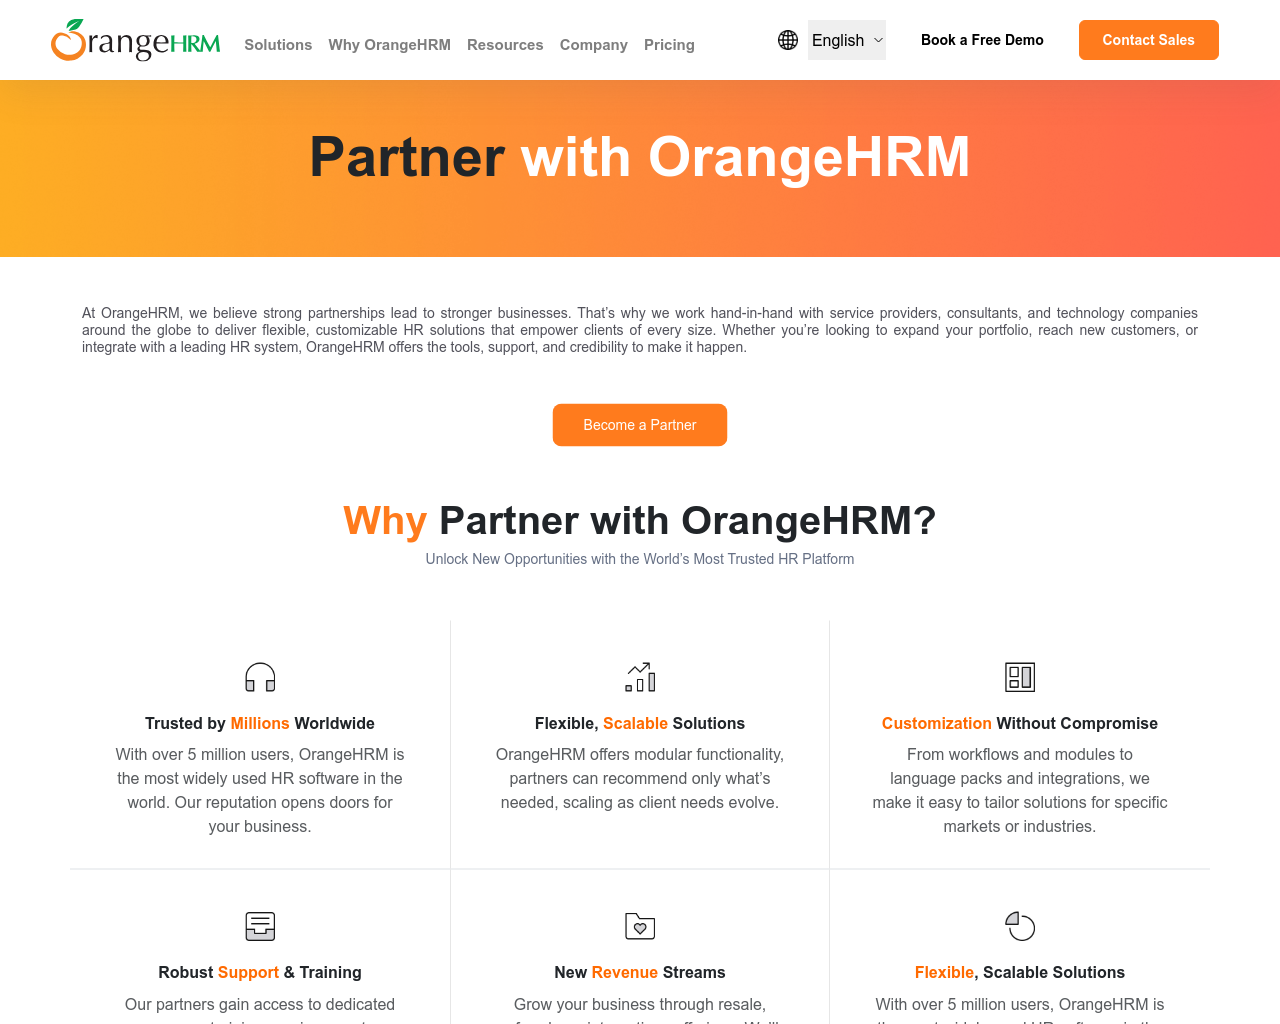 OrangeHRM
Solutions Why OrangeHRM Resources Company Pricing
English
Book a Free Demo
Contact Sales
Partner with OrangeHRM
At OrangeHRM, we believe strong partnerships lead to stronger businesses. That’s why we work hand-in-hand with service providers, consultants, and technology companies
around the globe to deliver flexible, customizable HR solutions that empower clients of every size. Whether you’re looking to expand your portfolio, reach new customers, or
integrate with a leading HR system, OrangeHRM offers the tools, support, and credibility to make it happen.
Become a Partner
Why Partner with OrangeHRM?
Unlock New Opportunities with the World’s Most Trusted HR Platform
Trusted by Millions Worldwide
With over 5 million users, OrangeHRM is
the most widely used HR software in the
world. Our reputation opens doors for
your business.
Flexible, Scalable Solutions
OrangeHRM offers modular functionality,
partners can recommend only what’s
needed, scaling as client needs evolve.
Customization Without Compromise
From workflows and modules to
language packs and integrations, we
make it easy to tailor solutions for specific
markets or industries.
Robust Support & Training
Our partners gain access to dedicated
New Revenue Streams
Grow your business through resale,
Flexible, Scalable Solutions
With over 5 million users, OrangeHRM is